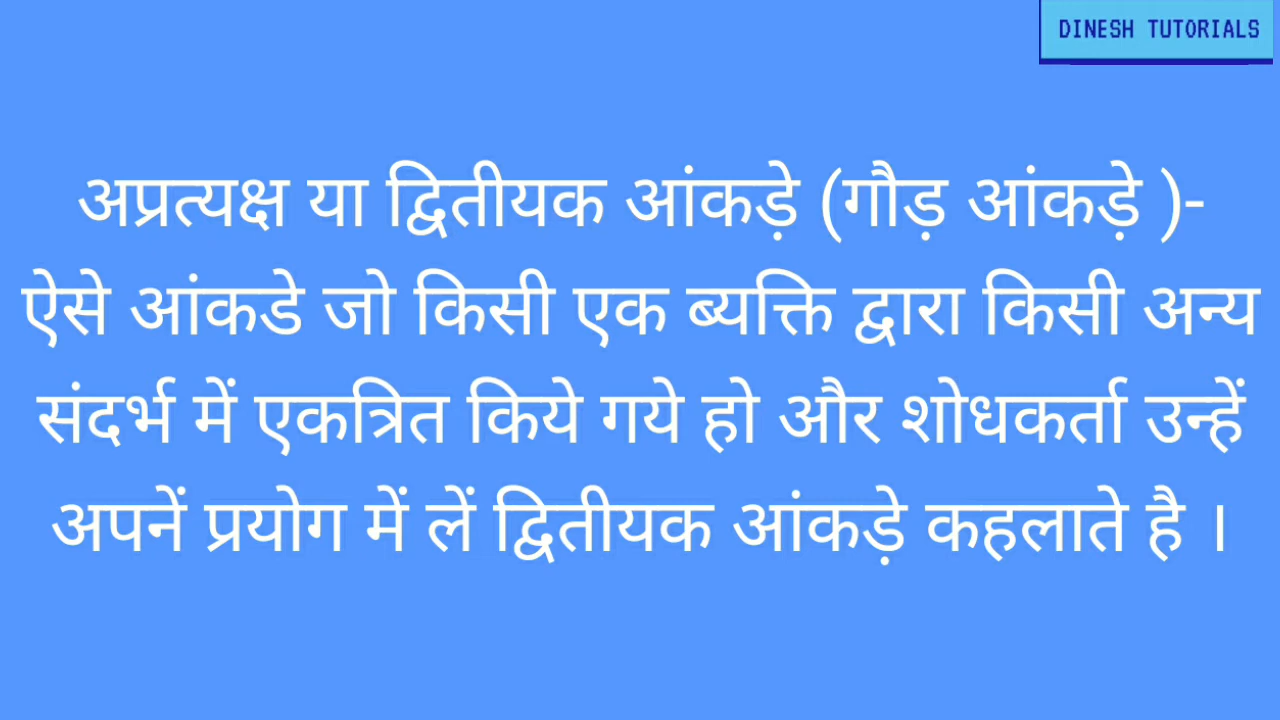 DINESH TUTORIALS
अप्रत्यक्ष या द्वितीयक आंकड़े (गौड़ आंकड़े )-
ऐसे आंकडे जो किसी एक ब्यक्ति द्वारा किसी अन्य
संदर्भ में एकत्रित किये गये हो और शोधकर्ता उन्हें
अपनें प्रयोग में लें द्वितीयक आंकड़े कहलाते है ।